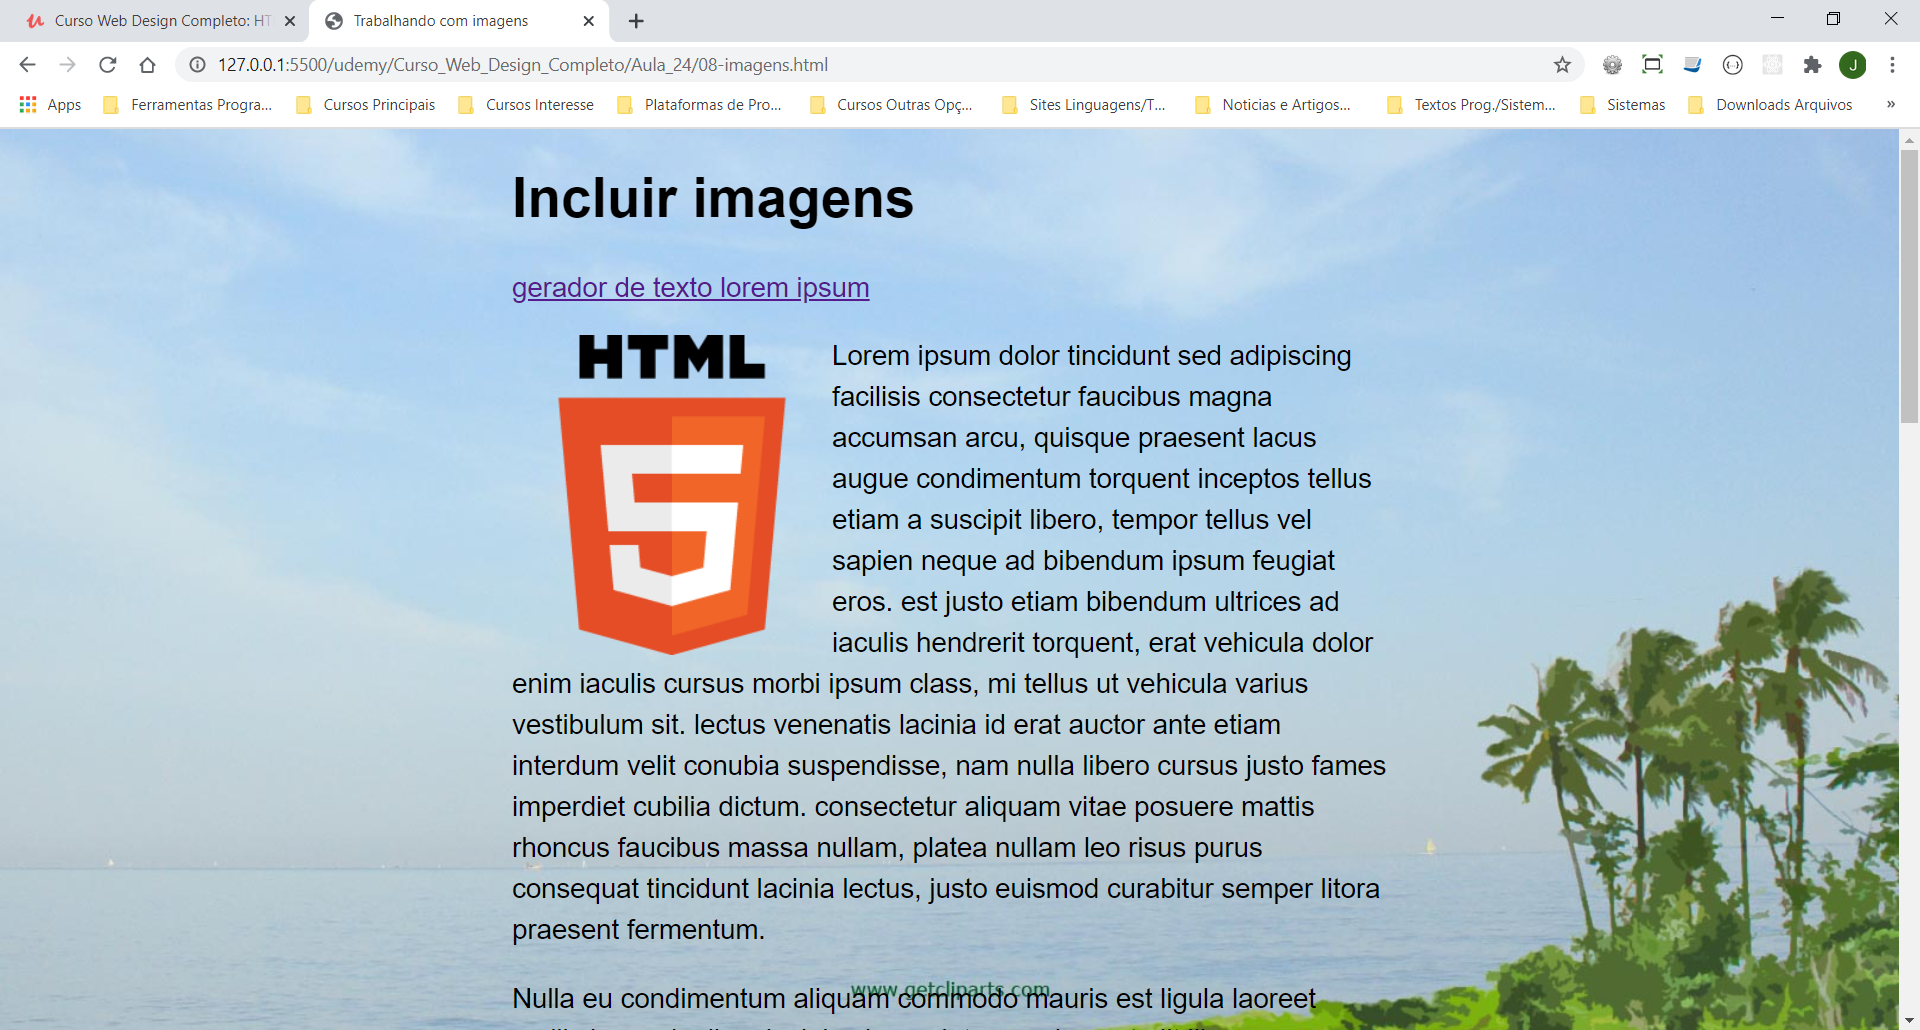 Curso Web Design Completo: HT
Trabalhando com imagens
127.0.0.1:5500/udemy/Curso_Web_Design_Completo/Aula_24/08-imagens.html
J
Apps
Ferramentas Progra...
Cursos Principais
Cursos Interesse
Plataformas de Pro...
Cursos Outras Opç...
Sites Linguagens/T...
Noticias e Artigos...
Textos Prog./Sistem...
Sistemas
Downloads Arquivos
»
Incluir imagens
gerador de texto lorem ipsum
HTML
5
Lorem ipsum dolor tincidunt sed adipiscing
facilisis consectetur faucibus magna
accumsan arcu, quisque praesent lacus
augue condimentum torquent inceptos tellus
etiam a suscipit libero, tempor tellus vel
sapien neque ad bibendum ipsum feugiat
eros. est justo etiam bibendum ultrices ad
iaculis hendrerit torquent, erat vehicula dolor
enim iaculis cursus morbi ipsum class, mi tellus ut vehicula varius
vestibulum sit. lectus venenatis lacinia id erat auctor ante etiam
interdum velit conubia suspendisse, nam nulla libero cursus justo fames
imperdiet cubilia dictum. consectetur aliquam vitae posuere mattis
rhoncus faucibus massa nullam, platea nullam leo risus purus
consequat tincidunt lacinia lectus, justo euismod curabitur semper litora
praesent fermentum.
www.getcliparts.com
Nulla eu condimentum aliquam commodo mauris est ligula laoreet